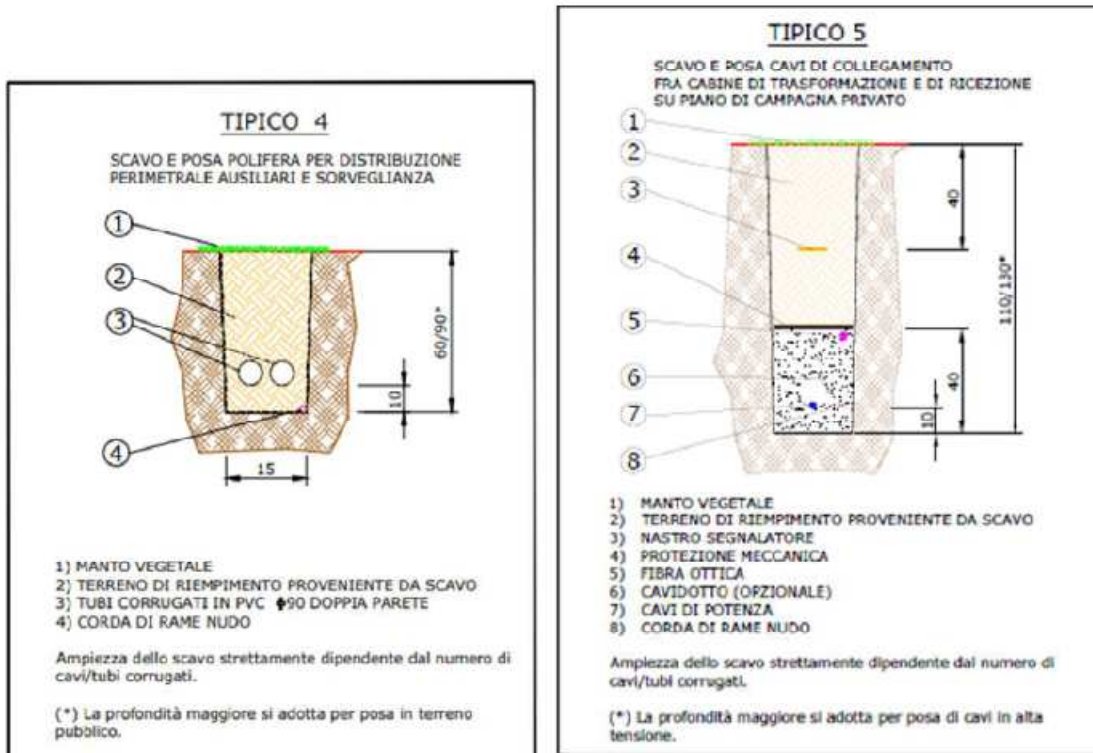 TIPICO 4
SCAVO E POSA POLIFERA PER DISTRIBUZIONE
PERIMETRALE AUSILIARI E SORVEGLIANZA
1
2
3
4
60/90*
10
15
1) MANTO VEGETALE
2) TERRENO DI RIEMPIMENTO PROVENIENTE DA SCAVO
3) TUBI CORRUGATI IN PVC ϕ90 DOPPIA PARETE
4) CORDA DI RAME NUDO
Ampiezza dello scavo strettamente dipendente dal numero di
cavi/tubi corrugati.
(*) La profondità maggiore si adotta per posa in terreno
pubblico.
TIPICO 5
SCAVO E POSA CAVI DI COLLEGAMENTO
FRA CABINE DI TRASFORMAZIONE E DI RICEZIONE
SU PIANO DI CAMPAGNA PRIVATO
1
2
3
4
5
6
7
8
40
110/130*
40
10
1) MANTO VEGETALE
2) TERRENO DI RIEMPIMENTO PROVENIENTE DA SCAVO
3) NASTRO SEGNALATORE
4) PROTEZIONE MECCANICA
5) FIBRA OTTICA
6) CAVIDOTTO (OPZIONALE)
7) CAVI DI POTENZA
8) CORDA DI RAME NUDO
Ampiezza dello scavo strettamente dipendente dal numero di
cavi/tubi corrugati.
(*) La profondità maggiore si adotta per posa di cavi in alta
tensione.